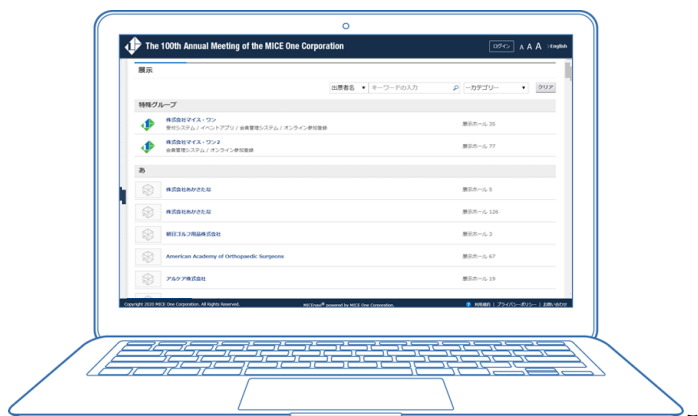 The 100th Annual Meeting of the MICE One Corporation
ログイン A A A English
展示
出展者名 ▼ キーワードの入力 --カテゴリー-- ▼ クリア
特殊グループ
株式会社マイス・ワン
受付システム / イベントアプリ / 会員管理システム / オンライン参加登録
展示ホール 35
株式会社マイス・ワン2
会員管理システム / オンライン参加登録
展示ホール 77
あ
株式会社あかさたな 展示ホール 5
株式会社あかさたな 展示ホール 126
朝日ゴルフ用品株式会社 展示ホール 3
American Academy of Orthopaedic Surgeons 展示ホール 67
アルケア株式会社 展示ホール 19
Copyright 2020 MICE One Corporation. All Rights Reserved. MICEnavi® powered by MICE One Corporation. 利用規約 | プライバシーポリシー | お問い合わせ